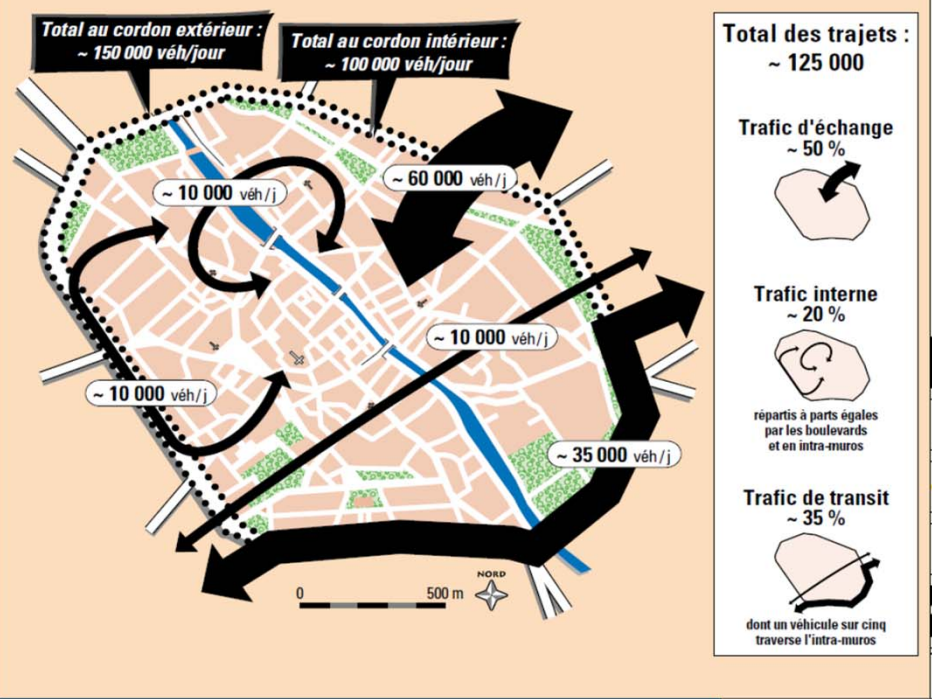 Total au cordon extérieur :
~ 150 000 véh/jour
Total au cordon intérieur :
~ 100 000 véh/jour
~ 10 000 véh/j
~ 60 000 véh/j
~ 10 000 véh/j
~ 10 000 véh/j
~ 35 000 véh/j
0 500 m
NORD
Total des trajets :
~ 125 000
Trafic d'échange
~ 50 %
Trafic interne
~ 20 %
répartis à parts égales
par les boulevards
et en intra-muros
Trafic de transit
~ 35 %
dont un véhicule sur cinq
traverse l'intra-muros